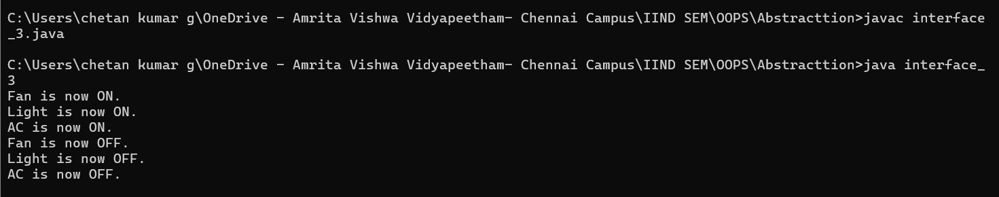 C:\Users\chetan kumar g\OneDrive - Amrita Vishwa Vidyapeetham- Chennai Campus\IIND SEM\OOPS\Abstracttion>javac interface
_3.java
C:\Users\chetan kumar g\OneDrive - Amrita Vishwa Vidyapeetham- Chennai Campus\IIND SEM\OOPS\Abstracttion>java interface_
3
Fan is now ON.
Light is now ON.
AC is now ON.
Fan is now OFF.
Light is now OFF.
AC is now OFF.